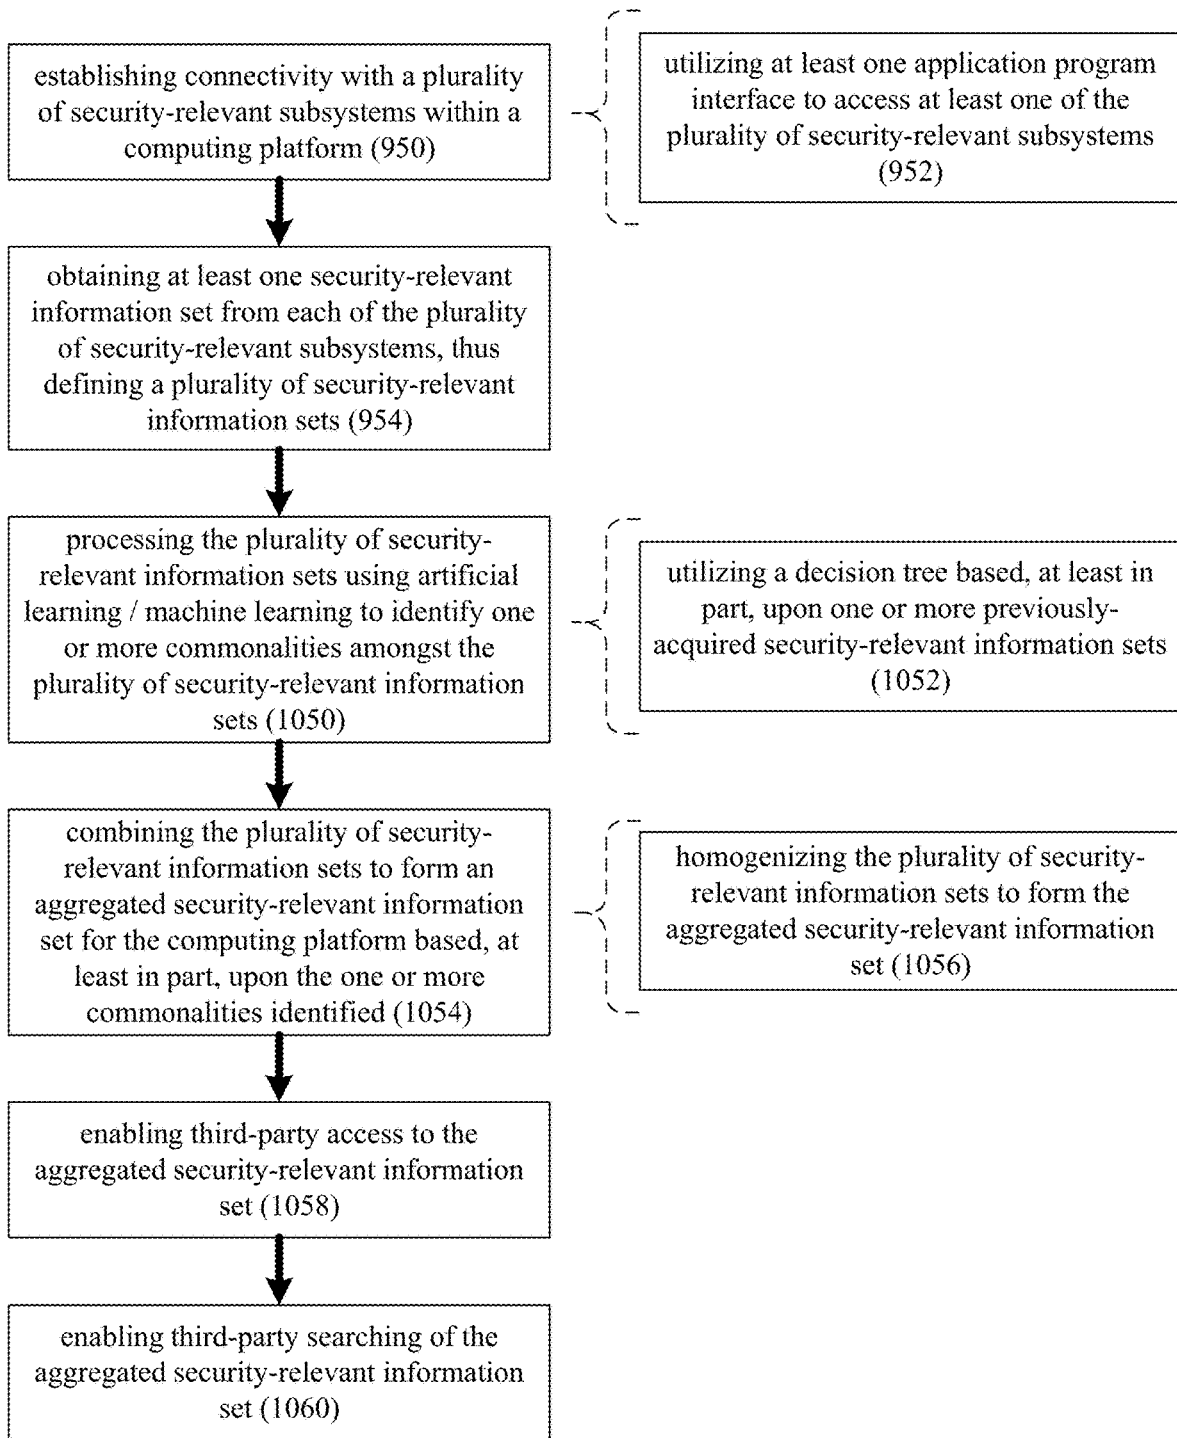 establishing connectivity with a plurality
of security-relevant subsystems within a
computing platform (950)
utilizing at least one application program
interface to access at least one of the
plurality of security-relevant subsystems
(952)
obtaining at least one security-relevant
information set from each of the plurality
of security-relevant subsystems, thus
defining a plurality of security-relevant
information sets (954)
processing the plurality of security-
relevant information sets using artificial
learning / machine learning to identify one
or more commonalities amongst the
plurality of security-relevant information
sets (1050)
utilizing a decision tree based, at least in
part, upon one or more previously-
acquired security-relevant information sets
(1052)
combining the plurality of security-
relevant information sets to form an
aggregated security-relevant information
set for the computing platform based, at
least in part, upon the one or more
commonalities identified (1054)
homogenizing the plurality of security-
relevant information sets to form the
aggregated security-relevant information
set (1056)
enabling third-party access to the
aggregated security-relevant information
set (1058)
enabling third-party searching of the
aggregated security-relevant information
set (1060)